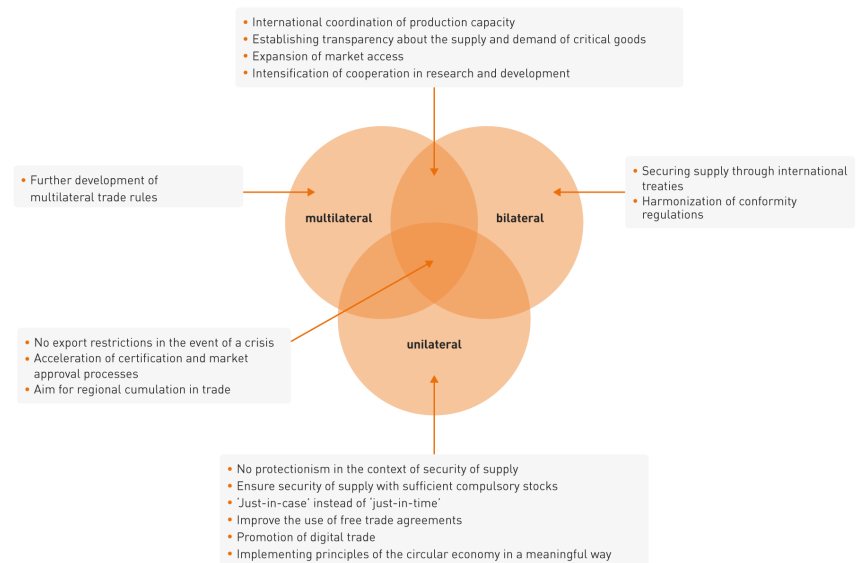 • International coordination of production capacity
• Establishing transparency about the supply and demand of critical goods
• Expansion of market access
• Intensification of cooperation in research and development
• Further development of
multilateral trade rules
• Securing supply through international
treaties
• Harmonization of conformity
regulations
multilateral
bilateral
unilateral
• No export restrictions in the event of a crisis
• Acceleration of certification and market
approval processes
• Aim for regional cumulation in trade
• No protectionism in the context of security of supply
• Ensure security of supply with sufficient compulsory stocks
• ‘Just-in-case’ instead of ‘just-in-time’
• Improve the use of free trade agreements
• Promotion of digital trade
• Implementing principles of the circular economy in a meaningful way